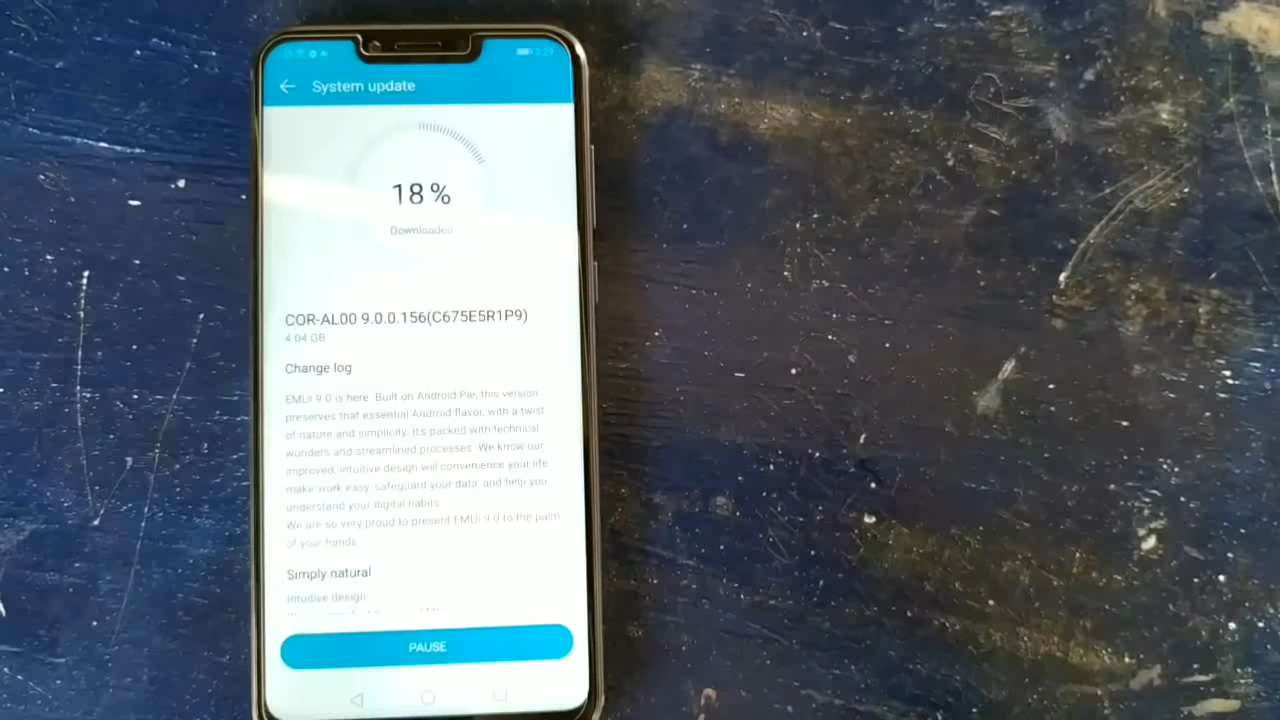 System update
18 %
Downloaded
COR-AL00 9.0.0.156(C675E5R1P9)
4.04 GB
Change log
EMUI 9.0 is here. Built on Android Pie, this version
preserves that essential Android flavor, with a twist
of nature and simplicity. It's packed with technical
wonders and streamlined processes. We know our
improved, intuitive design will convenience your life,
make work easy, safeguard your data, and help you
understand your digital habits.
We are so very proud to present EMUI 9.0 to the palm
of your hands.
Simply natural
Intuitive design
PAUSE